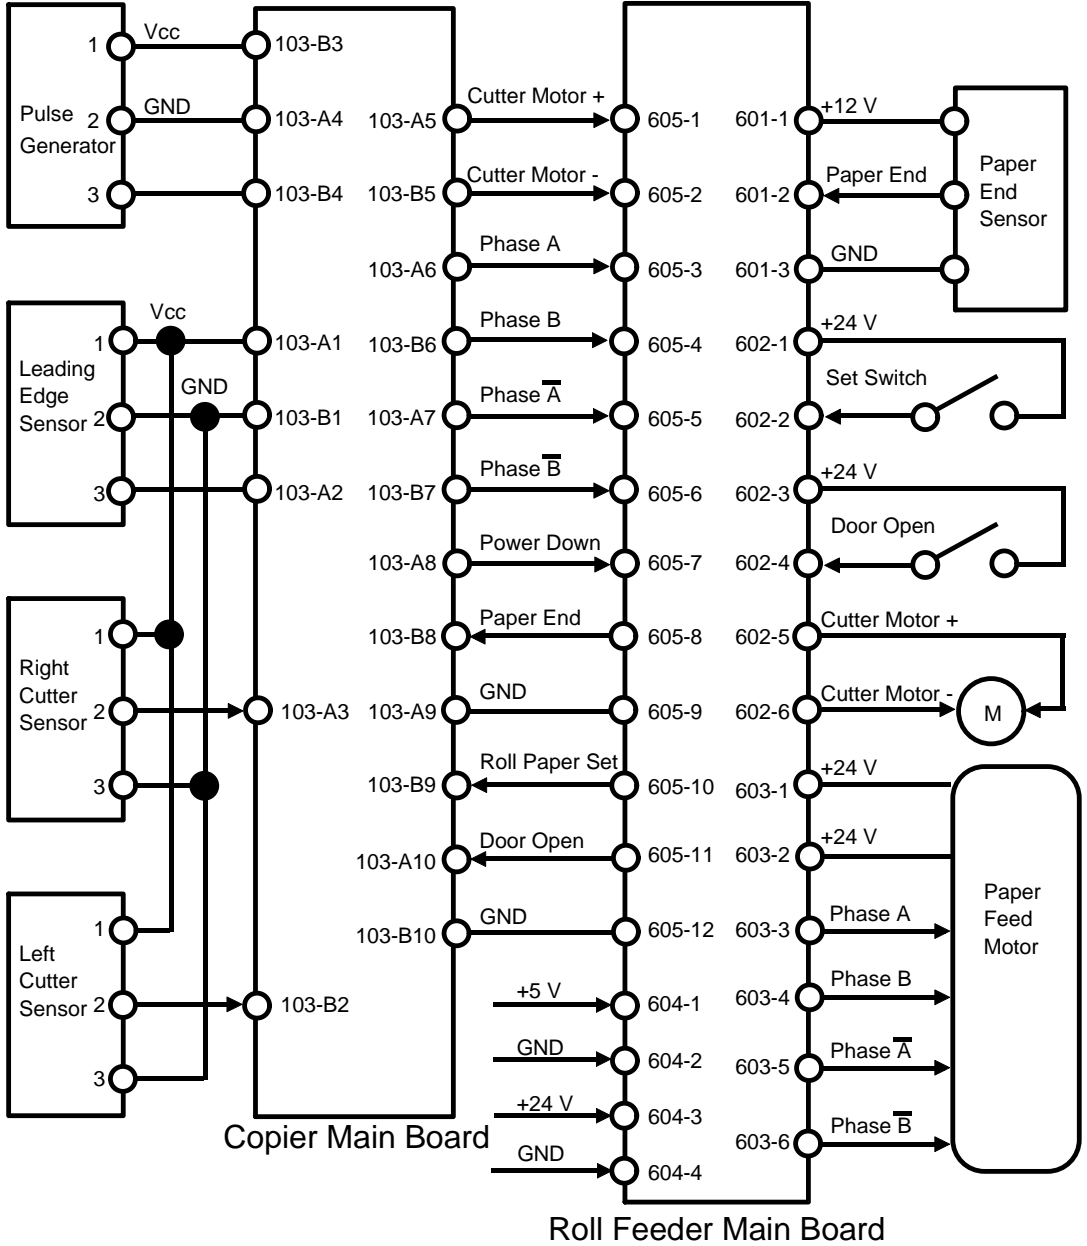 Pulse
Generator
1
2
3
Vcc
GND
103-B3
103-A4
103-B4
Leading
Edge
Sensor
1
2
3
Vcc
GND
103-A1
103-B1
103-A2
Right
Cutter
Sensor
1
2
3
103-A3
Left
Cutter
Sensor
1
2
3
103-B2
Copier Main Board
103-A5 Cutter Motor + 605-1
103-B5 Cutter Motor - 605-2
103-A6 Phase A 605-3
103-B6 Phase B 605-4
103-A7 Phase A̅ 605-5
103-B7 Phase B̅ 605-6
103-A8 Power Down 605-7
103-B8 Paper End 605-8
103-A9 GND 605-9
103-B9 Roll Paper Set 605-10
103-A10 Door Open 605-11
103-B10 GND 605-12
+5 V 604-1
GND 604-2
+24 V 604-3
GND 604-4
Roll Feeder Main Board
601-1 +12 V
601-2 Paper End
601-3 GND
Paper
End
Sensor
602-1 +24 V
602-2 Set Switch
602-3 +24 V
602-4 Door Open
602-5 Cutter Motor +
602-6 Cutter Motor -
M
603-1 +24 V
603-2 +24 V
603-3 Phase A
603-4 Phase B
603-5 Phase A̅
603-6 Phase B̅
Paper
Feed
Motor